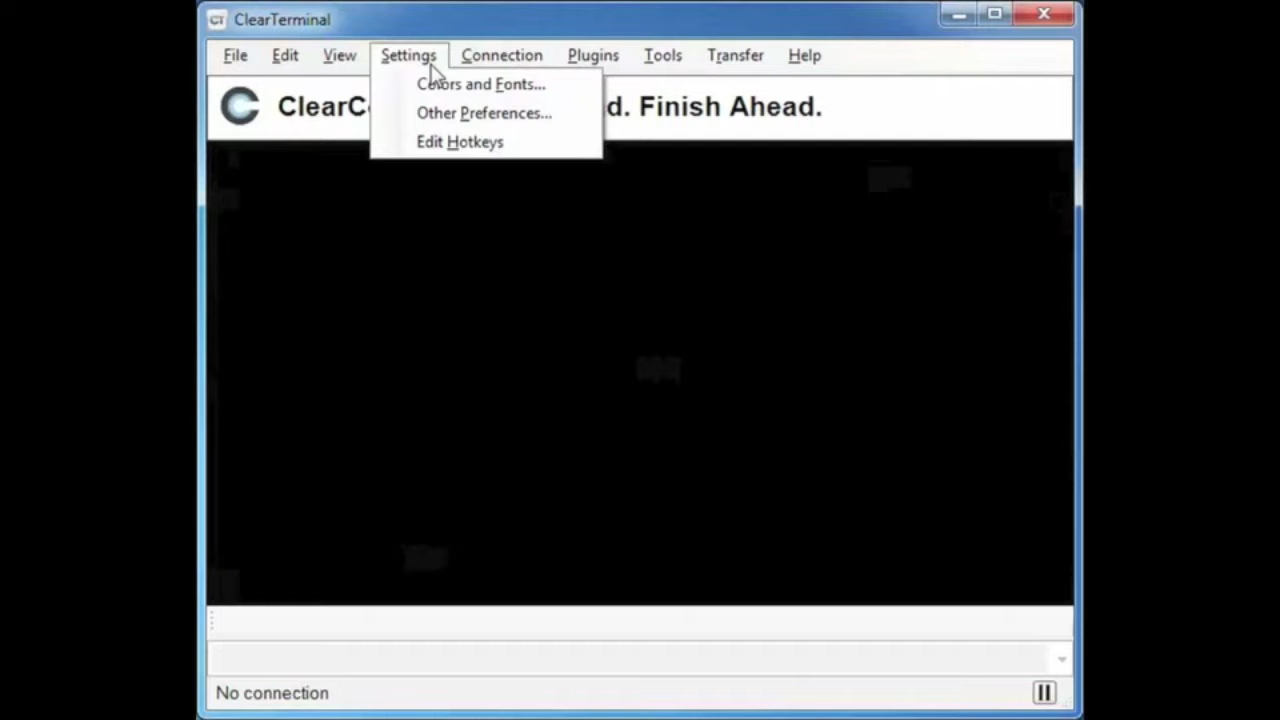 CT ClearTerminal
File Edit View Settings Connection Plugins Tools Transfer Help
Colors and Fonts...
Other Preferences...
Edit Hotkeys
Finish Ahead.
No connection